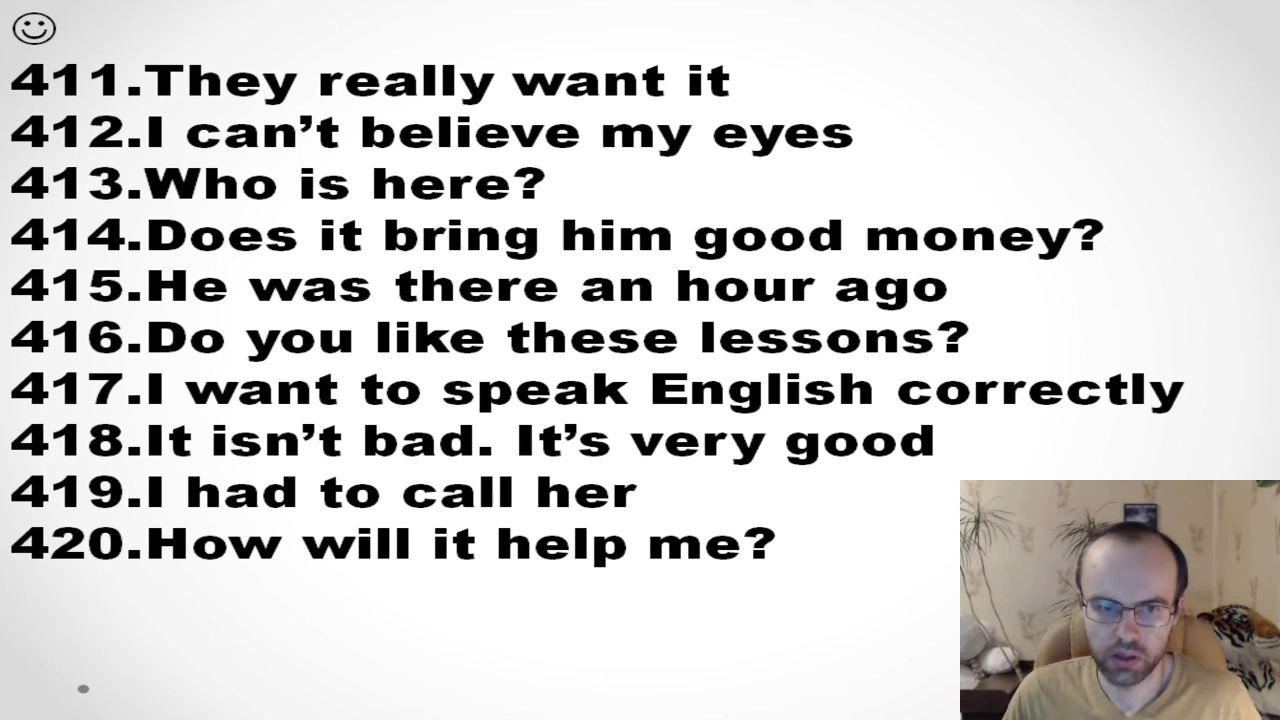 411.They really want it
412.I can’t believe my eyes
413.Who is here?
414.Does it bring him good money?
415.He was there an hour ago
416.Do you like these lessons?
417.I want to speak English correctly
418.It isn’t bad. It’s very good
419.I had to call her
420.How will it help me?